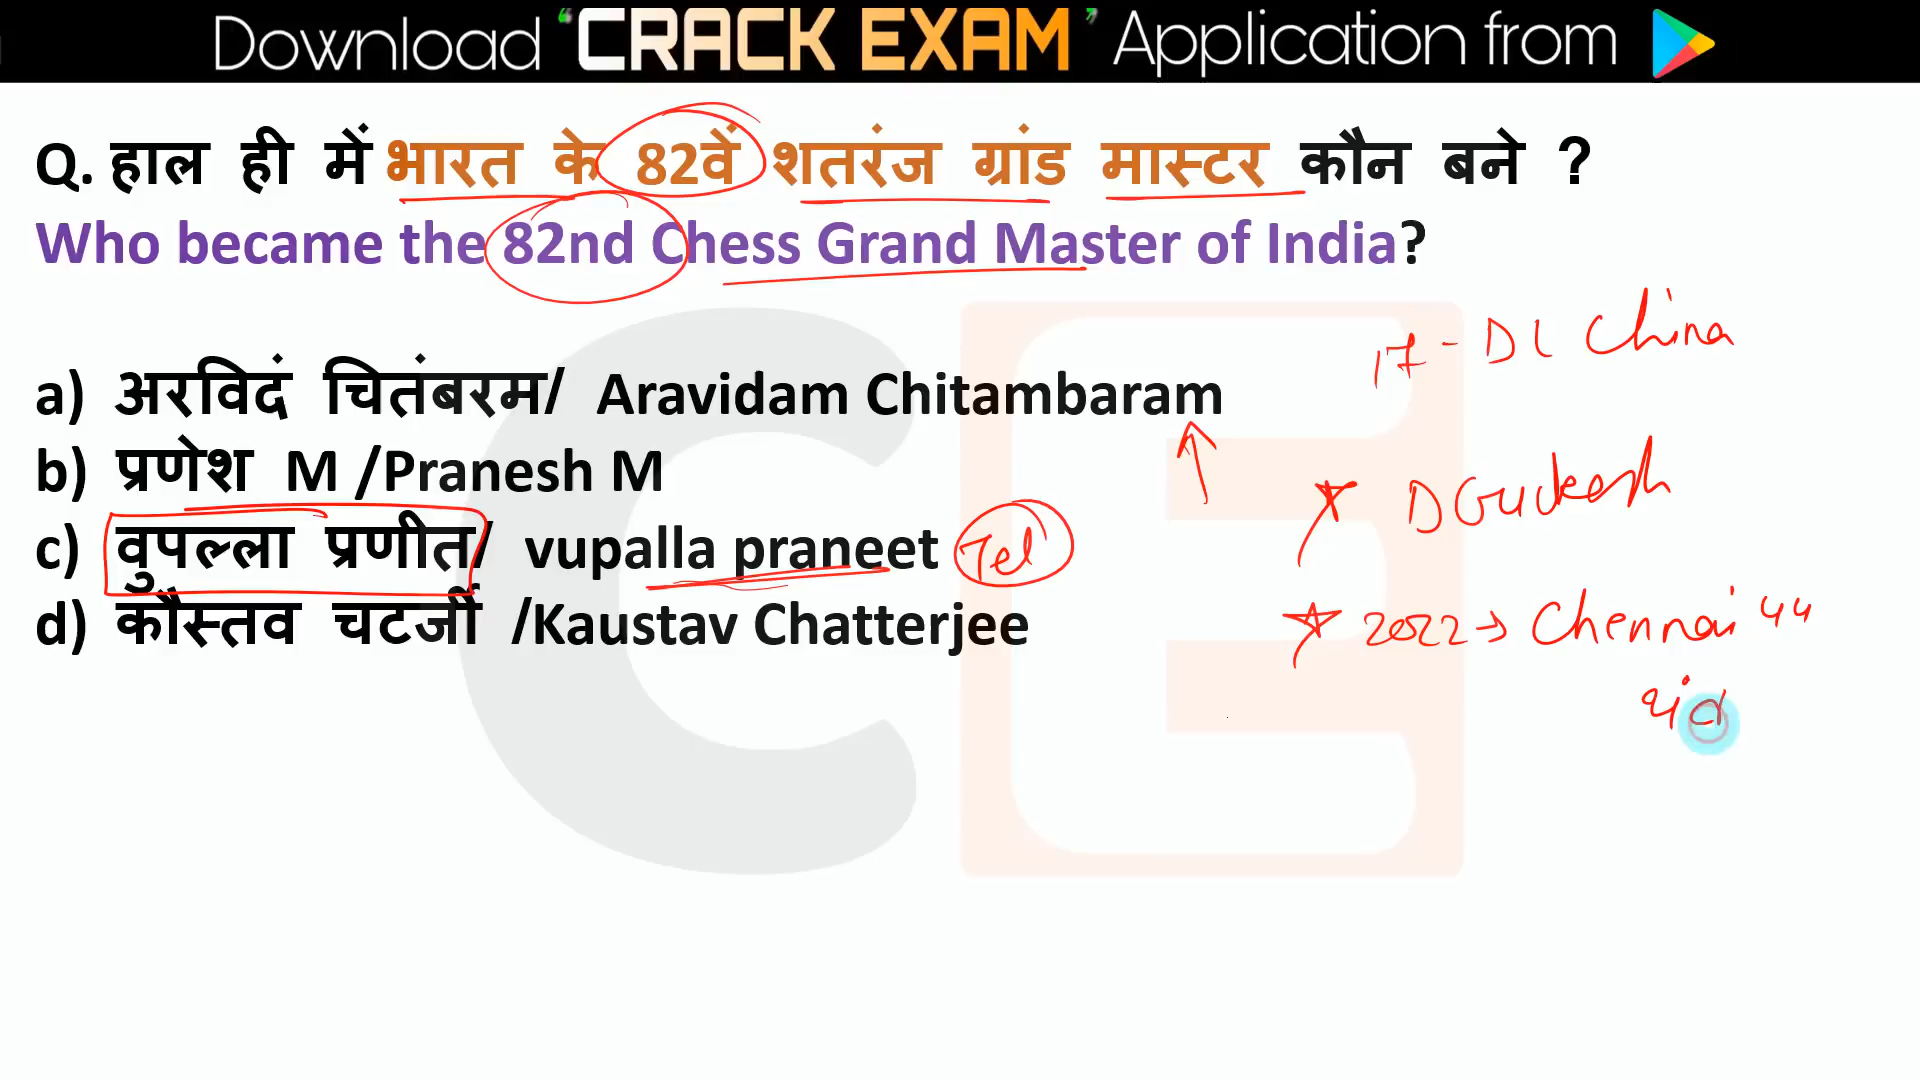 Download ‘CRACK EXAM’ Application from
Q. हाल ही में भारत के 82वें शतरंज ग्रांड मास्टर कौन बने ?
Who became the 82nd Chess Grand Master of India?
a) अरविदं चितंबरम/ Aravidam Chitambaram
b) प्रणेश M /Pranesh M
c) वुपल्ला प्रणीत/ vupalla praneet Tel
d) कौस्तव चटर्जी /Kaustav Chatterjee
17 - DL China
D Gukesh
2022 → Chennai 44
CE